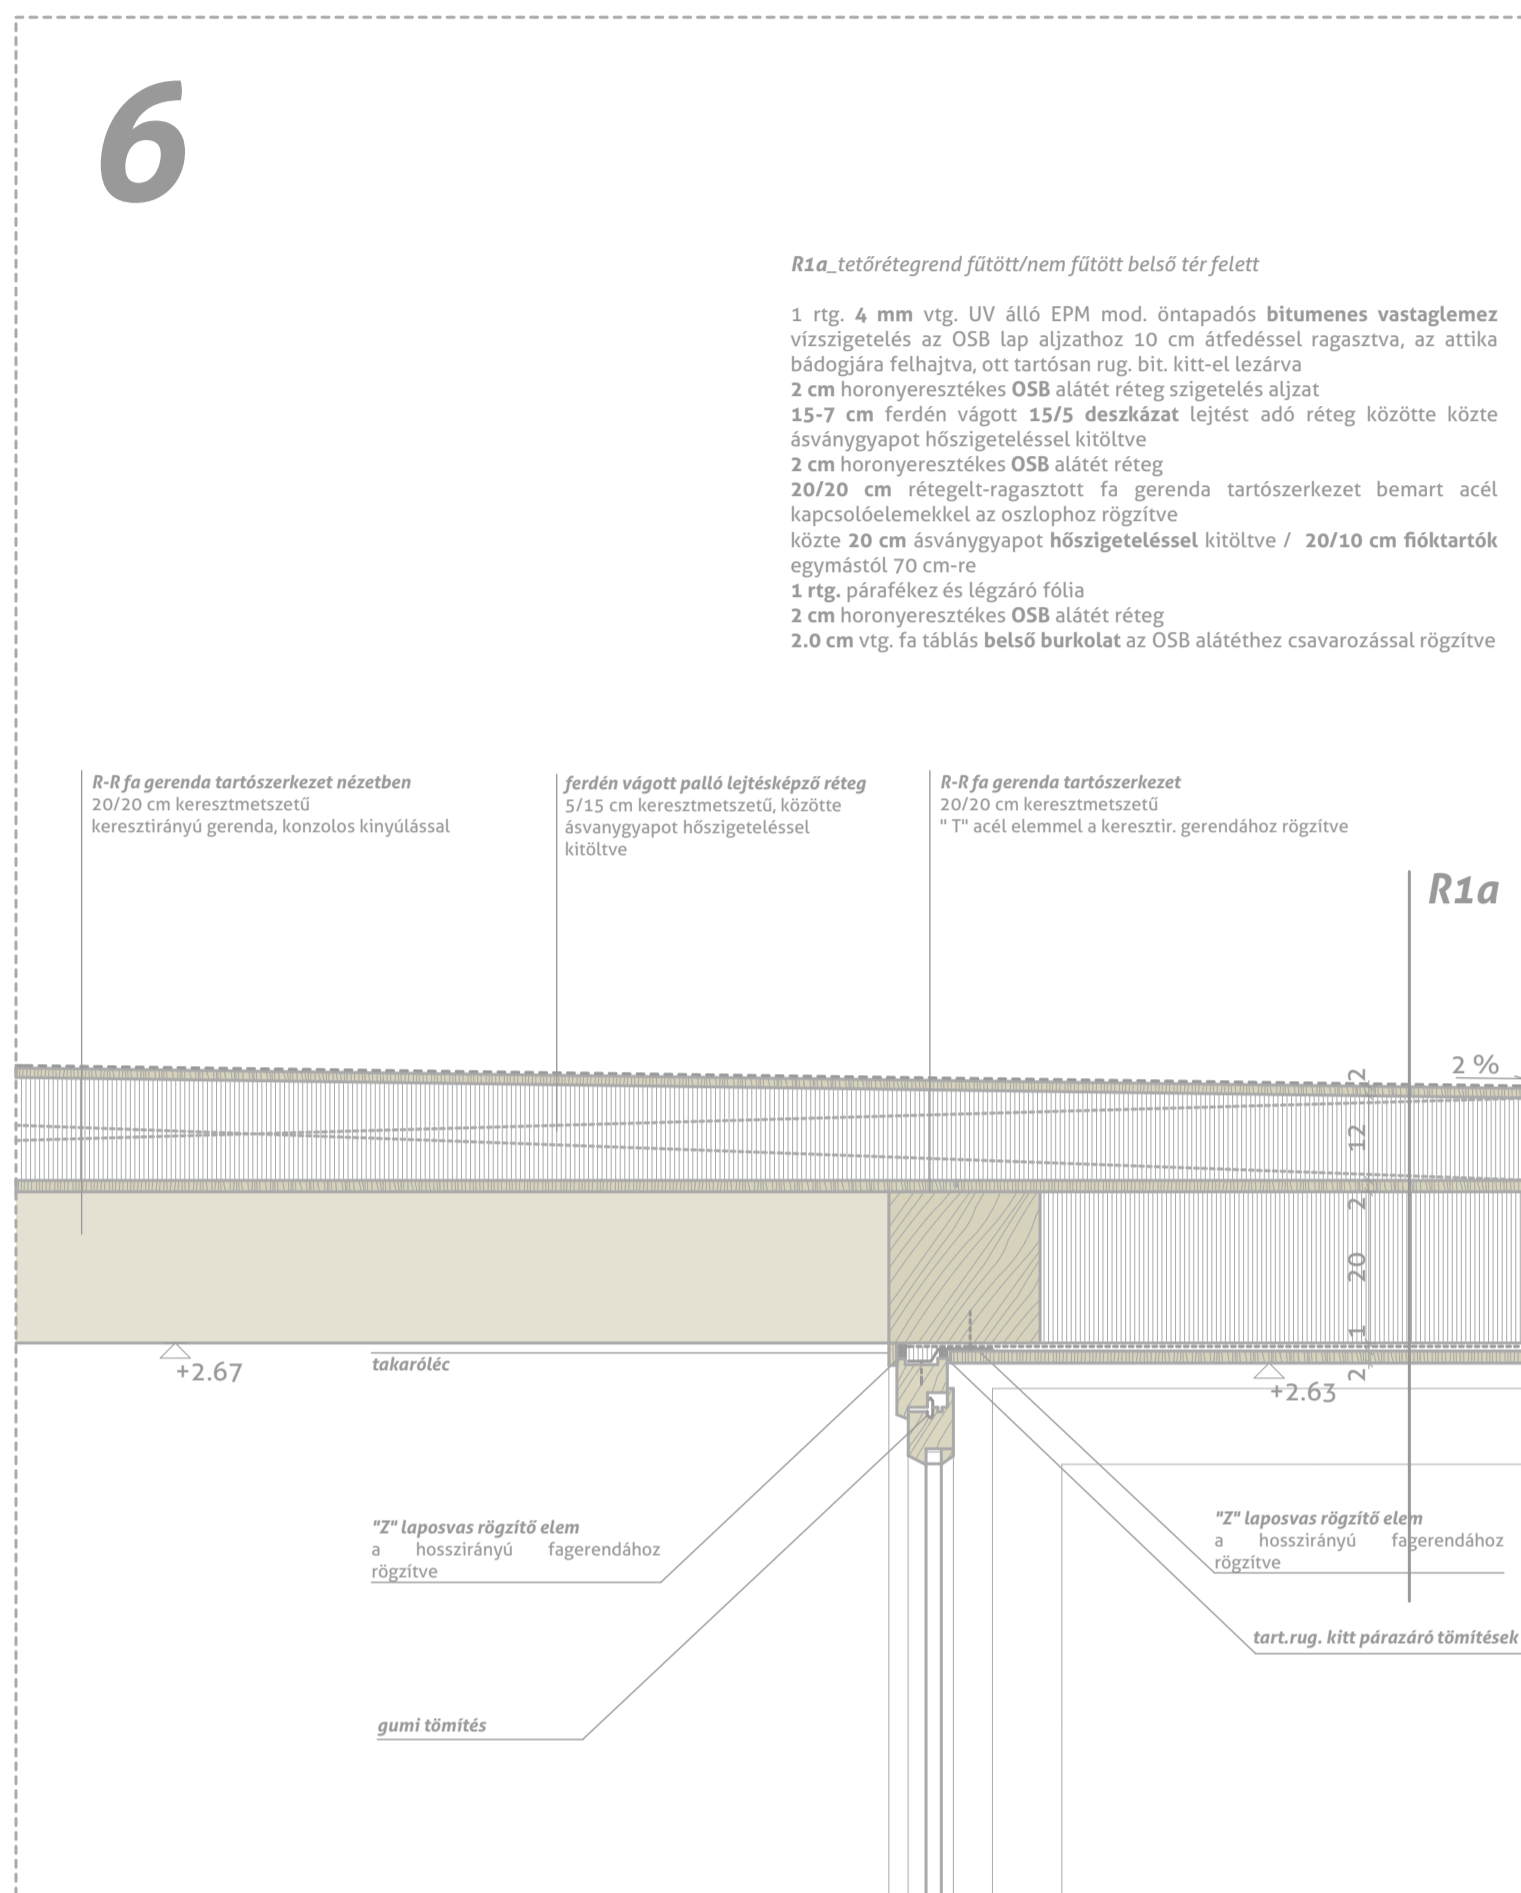 6
R1a_tetőrétegrend fűtött/nem fűtött belső tér felett
1 rtg. 4 mm vtg. UV álló EPM mod. öntapadós bitumenes vastaglemez
vízszigetelés az OSB lap aljzathoz 10 cm átfedéssel ragasztva, az attika
bádogjára felhajtva, ott tartósan rug. bit. kitt-el lezárva
2 cm horonyeresztékes OSB alátét réteg szigetelés aljzat
15-7 cm ferdén vágott 15/5 deszkázat lejtést adó réteg közötte közte
ásványgyapot hőszigeteléssel kitöltve
2 cm horonyeresztékes OSB alátét réteg
20/20 cm rétegelt-ragasztott fa gerenda tartószerkezet bemart acél
kapcsolóelemekkel az oszlophoz rögzítve
közte 20 cm ásványgyapot hőszigeteléssel kitöltve / 20/10 cm fióktartók
egymástól 70 cm-re
1 rtg. párafékez és légzáró fólia
2 cm horonyeresztékes OSB alátét réteg
2.0 cm vtg. fa táblás belső burkolat az OSB alátéthez csavarozással rögzítve
R-R fa gerenda tartószerkezet nézetben
20/20 cm keresztmetszetű
keresztirányú gerenda, konzolos kinyúlással
ferdén vágott palló lejtésképző réteg
5/15 cm keresztmetszetű, közötte
ásvanygyapot hőszigeteléssel
kitöltve
R-R fa gerenda tartószerkezet
20/20 cm keresztmetszetű
" T" acél elemmel a keresztir. gerendához rögzítve
R1a
2 %
2
12
2
20
1
2
+2.67
takaróléc
+2.63
"Z" laposvas rögzítő elem
a hosszirányú fagerendához
rögzítve
"Z" laposvas rögzítő elem
a hosszirányú fagerendához
rögzítve
tart.rug. kitt párazáró tömítések
gumi tömítés